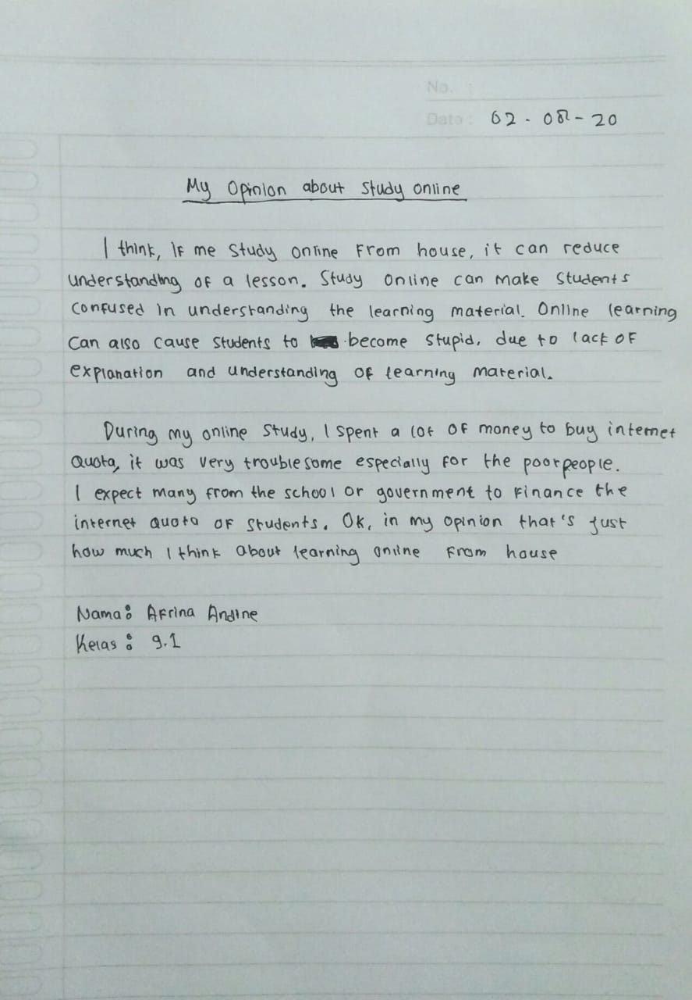 No. :
Date : 02 - 08 - 20
My Opinion about study online
I think, if me study online from house, it can reduce
understanding of a lesson. Study online can make students
confused in understanding the learning material. Online learning
can also cause students to become stupid, due to lack of
explanation and understanding of learning material.
During my online study, I spent a lot of money to buy internet
quota, it was very troublesome especially for the poor people.
I expect many from the school or government to finance the
internet quota of students. Ok, in my opinion that's just
how much I think about learning online from house
Nama : Afrina Andine
Kelas : 9.1